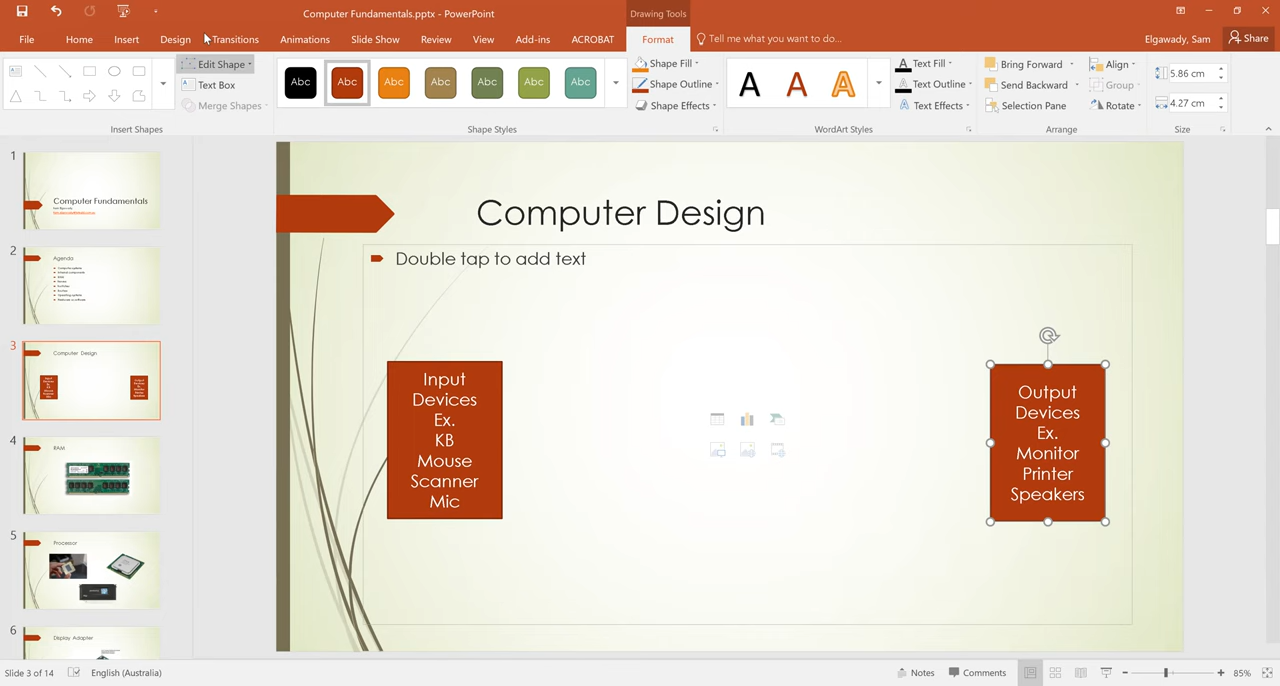 Computer Fundamentals.pptx - PowerPoint
Drawing Tools
File Home Insert Design Transitions Animations Slide Show Review View Add-ins ACROBAT Format Tell me what you want to do... Elgawady, Sam Share
Edit Shape
Text Box
Merge Shapes
Insert Shapes
Abc Abc Abc Abc Abc Abc Abc
Shape Fill
Shape Outline
Shape Effects
Shape Styles
A A A
Text Fill
Text Outline
Text Effects
WordArt Styles
Bring Forward
Send Backward
Selection Pane
Align
Group
Rotate
Arrange
5.86 cm
4.27 cm
Size
1
Computer Fundamentals
2
Agenda
3
Computer Design
4
RAM
5
Processor
6
Display Adapter
Computer Design
Double tap to add text
Input
Devices
Ex.
KB
Mouse
Scanner
Mic
Output
Devices
Ex.
Monitor
Printer
Speakers
Slide 3 of 14 English (Australia) Notes Comments 85%